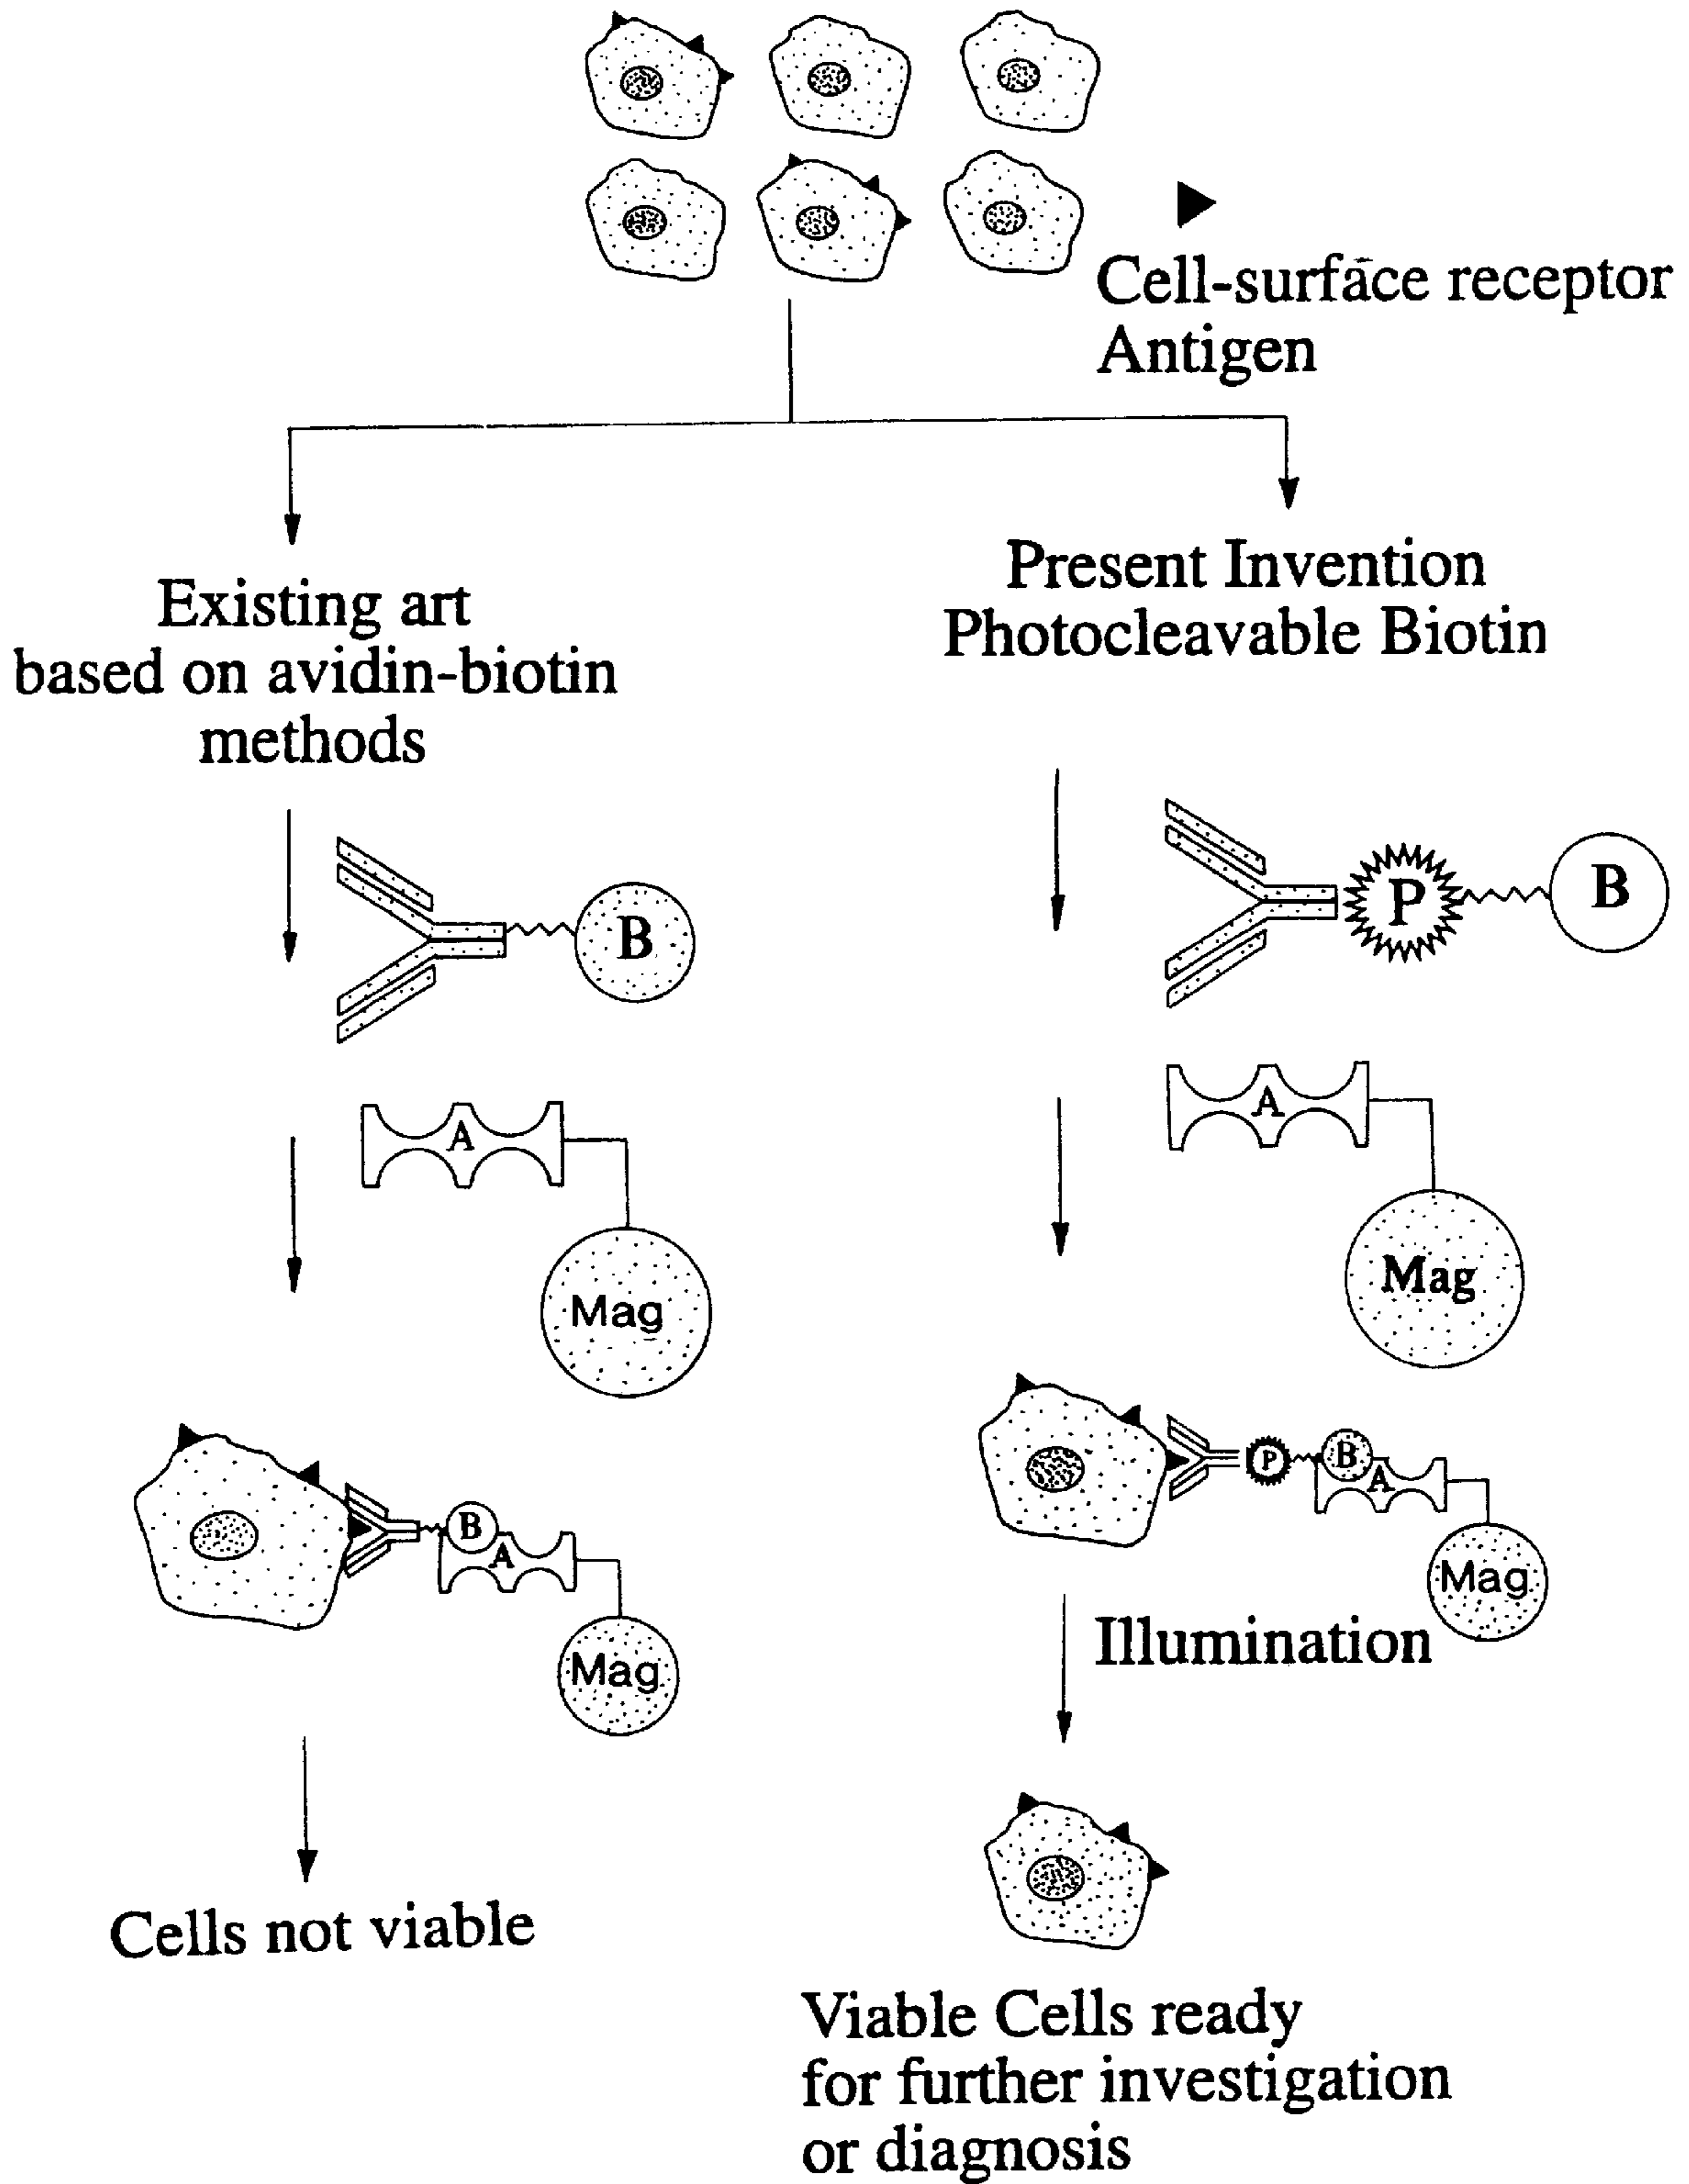 Cell-surface receptor
Antigen
Existing art
based on avidin-biotin
methods
Present Invention
Photocleavable Biotin
B
P
B
A
Mag
A
Mag
B
A
Mag
P
B
A
Mag
Illumination
Cells not viable
Viable Cells ready
for further investigation
or diagnosis